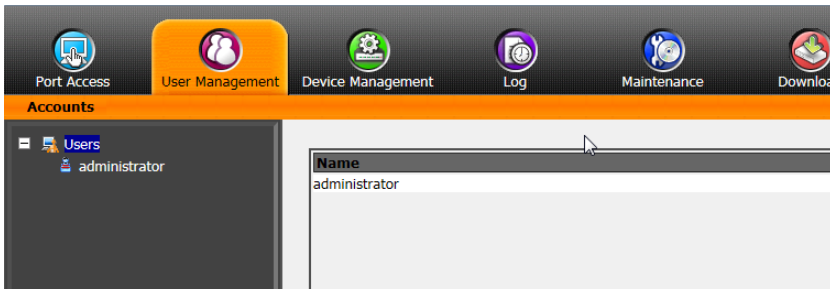 Port Access
User Management
Device Management
Log
Maintenance
Accounts
Users
administrator
Name
administrator